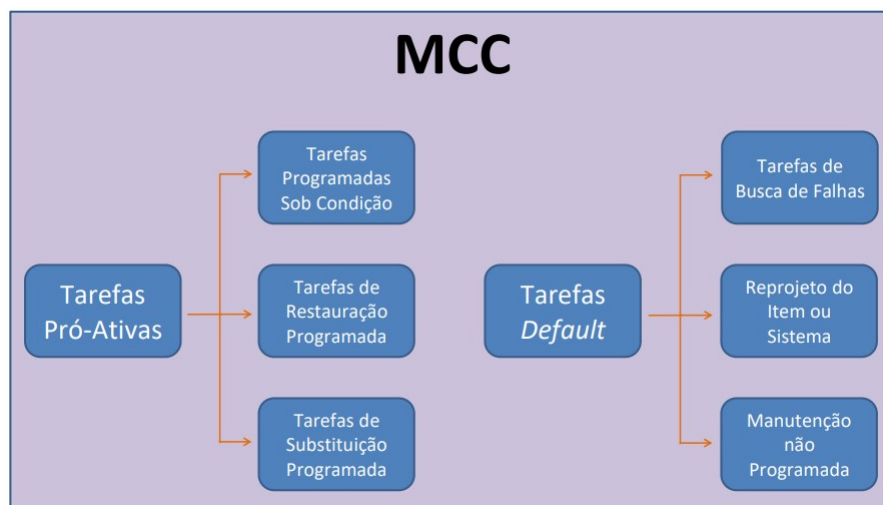 MCC
Tarefas
Programadas
Sob Condição
Tarefas
Pró-Ativas
Tarefas de
Restauração
Programada
Tarefas de
Substituição
Programada
Tarefas de
Busca de Falhas
Tarefas
Default
Reprojeto do
Item ou
Sistema
Manutenção
não
Programada